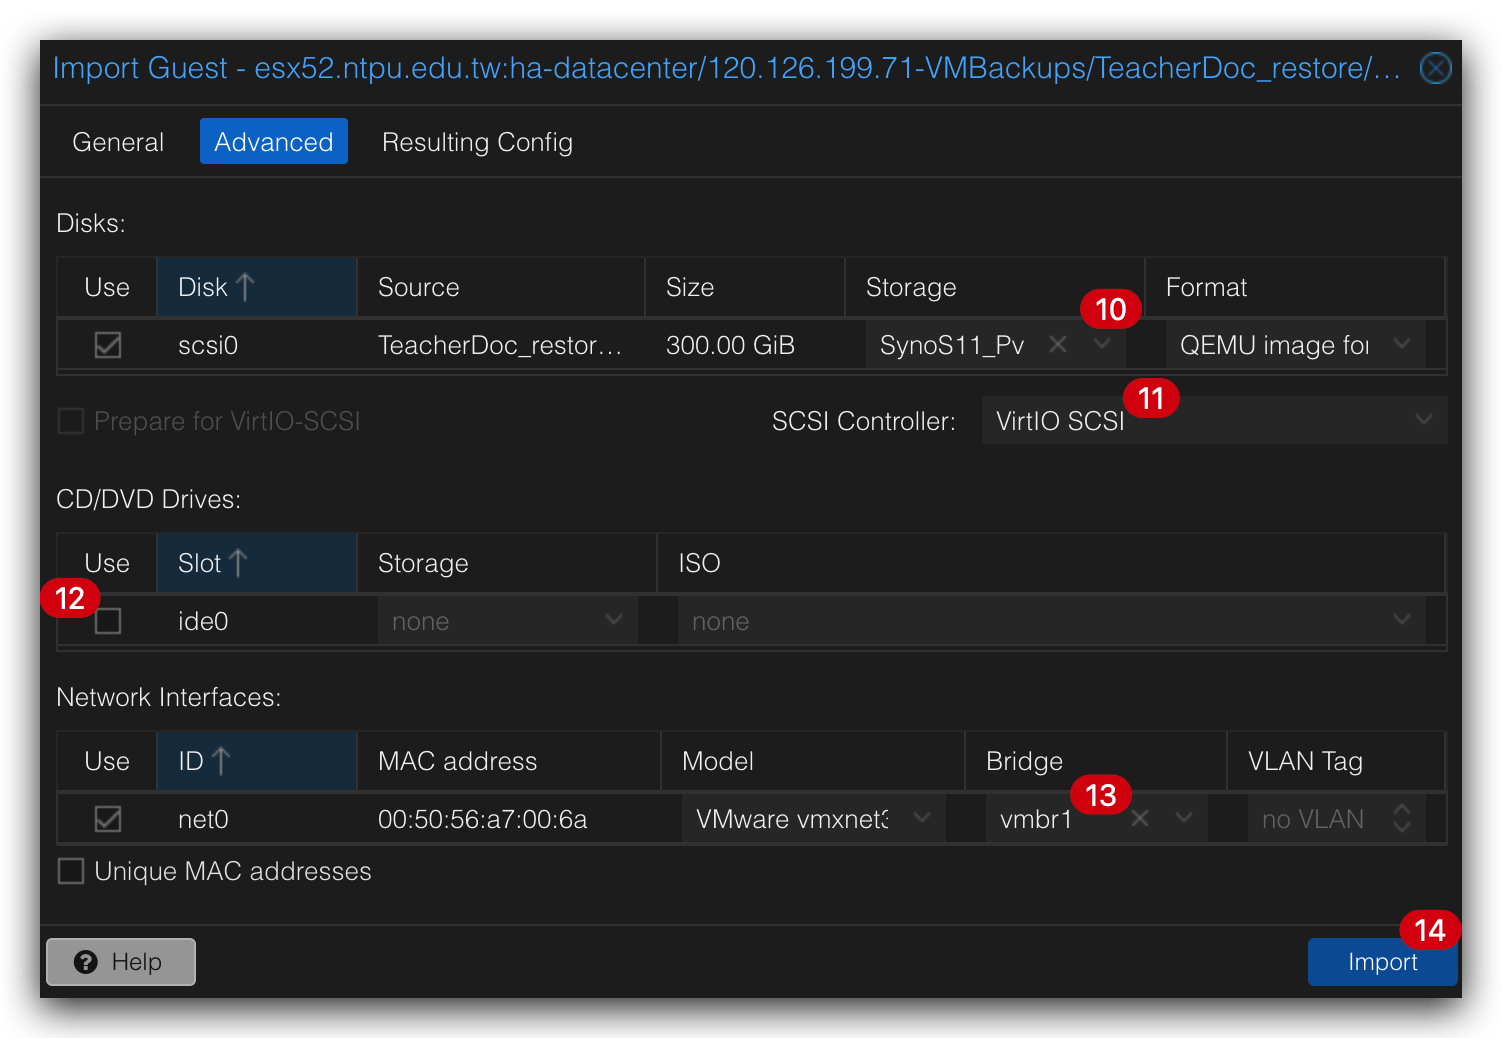 Import Guest - esx52.ntpu.edu.tw:ha-datacenter/120.126.199.71-VMBackups/TeacherDoc_restore/...
General Advanced Resulting Config
Disks:
Use Disk Source Size Storage Format
10
scsi0 TeacherDoc_restor... 300.00 GiB SynoS11_Pv QEMU image for
11
Prepare for VirtIO-SCSI SCSI Controller: VirtIO SCSI
CD/DVD Drives:
Use Slot Storage ISO
12
ide0 none none
Network Interfaces:
Use ID MAC address Model Bridge VLAN Tag
13
net0 00:50:56:a7:00:6a VMware vmxnet3 vmbr1 no VLAN
Unique MAC addresses
14
Help Import